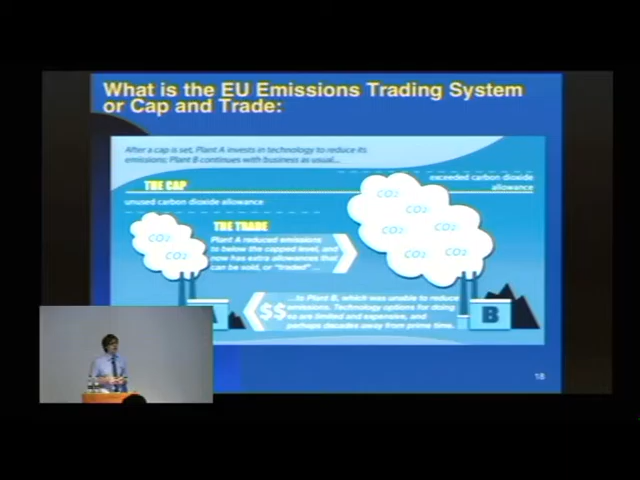 What is the EU Emissions Trading System
or Cap and Trade:
After a cap is set, Plant A invests in technology to reduce its
emissions; Plant B continues with business as usual...
exceeded carbon dioxide
allowance
THE CAP
unused carbon dioxide allowance
CO2
CO2
CO2
CO2
CO2
CO2
CO2
CO2
THE TRADE
Plant A reduced emissions
to below the capped level, and
now has extra allowances that
can be sold, or "traded" ...
$$
...to Plant B, which was unable to reduce
emissions. Technology options for doing
so are limited and expensive, and
perhaps decades away from prime time.
A
B
18